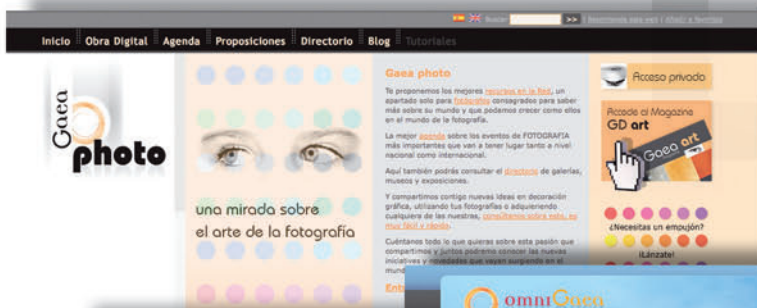 Buscar >> | Recomienda esta web | Añadir a favoritos
Inicio Obra Digital Agenda Proposiciones Directorio Blog Tutoriales
Gaea
photo
una mirada sobre
el arte de la fotografía
Gaea photo
Te proponemos los mejores recursos en la Red, un
apartado solo para fotógrafos consagrados para saber
más sobre su mundo y que podamos crecer como ellos
en el mundo de la fotografía.
La mejor agenda sobre los eventos de FOTOGRAFIA
más importantes que van a tener lugar tanto a nivel
nacional como internacional.
Aquí también podrás consultar el directorio de galerías,
museos y exposiciones.
Y compartimos contigo nuevas ideas en decoración
gráfica, utilizando tus fotografías o adquiriendo
cualquiera de las nuestras, consúltanos sobre esto, es
muy fácil y rápido.
Cuéntanos todo lo que quieras sobre esta pasión que
compartimos y juntos podremos conocer las nuevas
iniciativas y novedades que vayan surgiendo en el
Acceso privado
Accede al Magazine
GD art
Gaea art
¿Necesitas un empujón?
¡Lánzate!
omniGaea